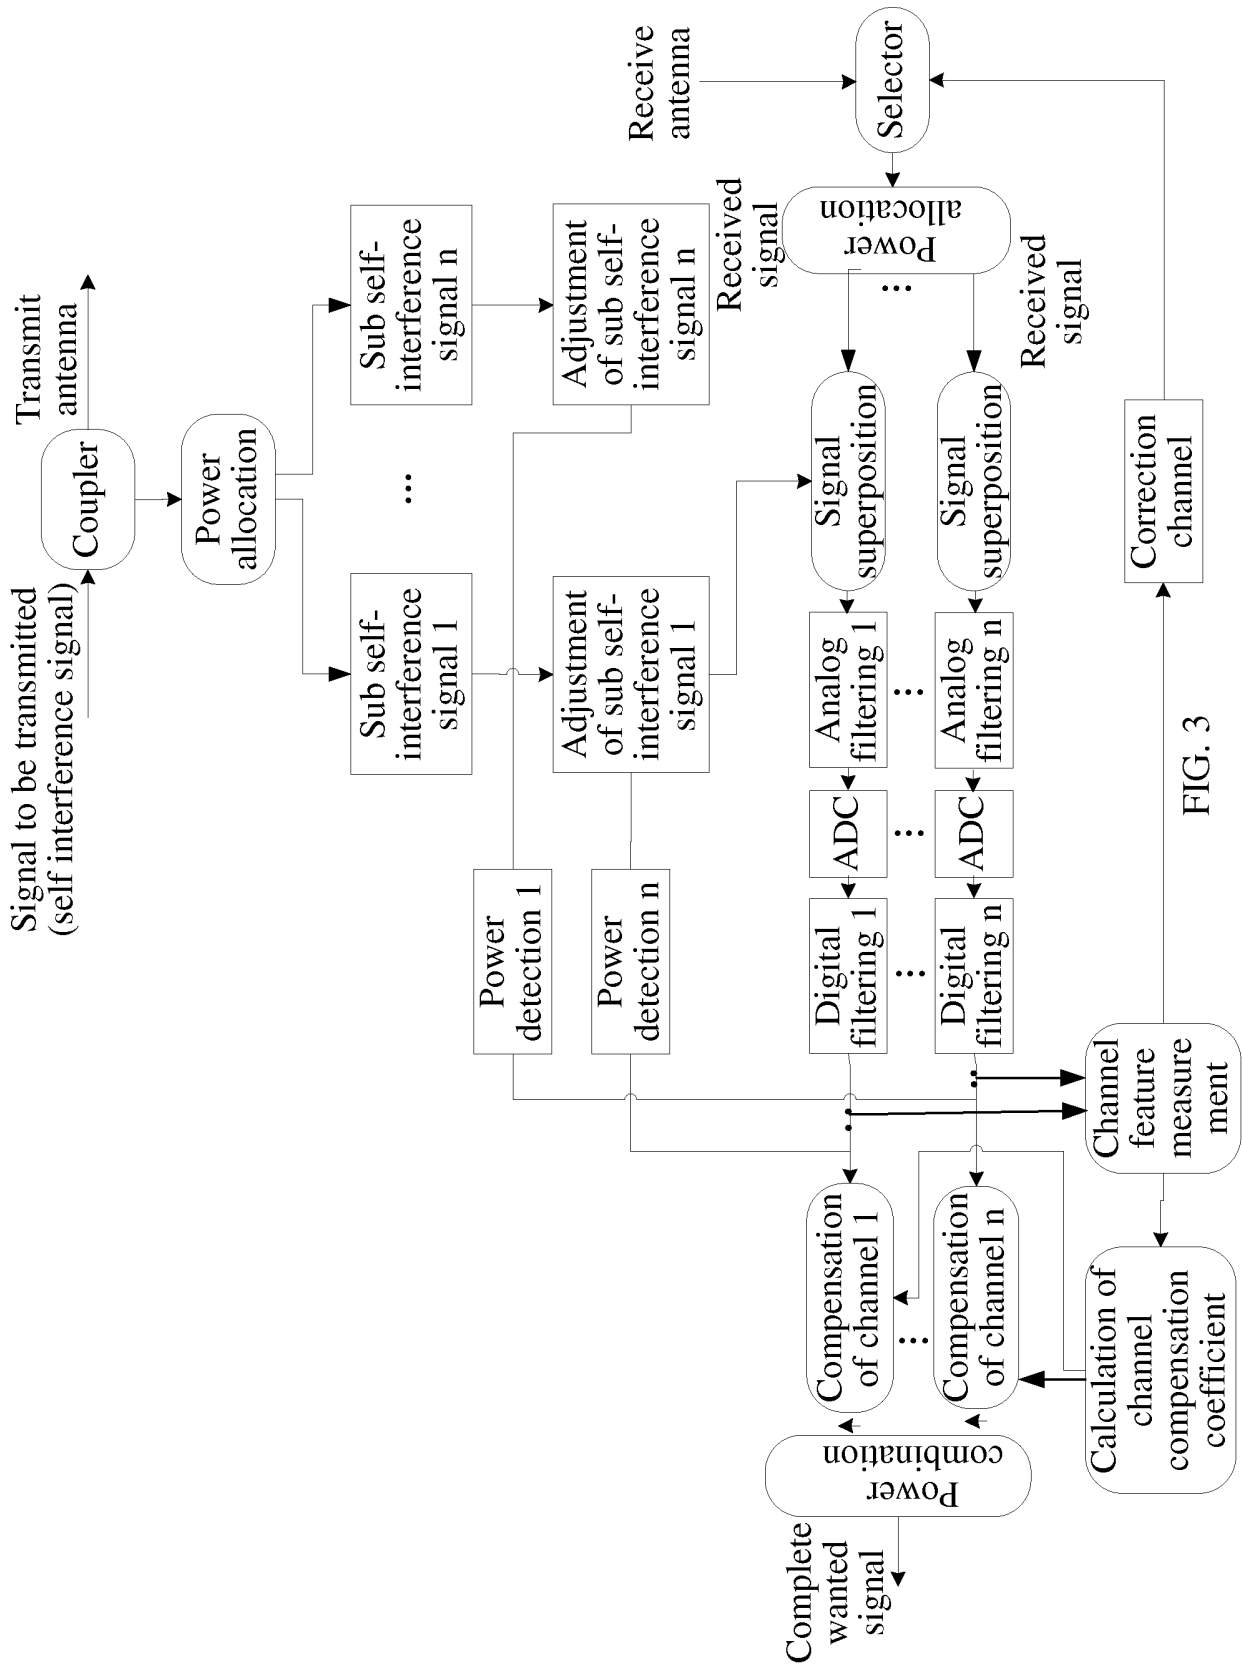 Signal to be transmitted
(self interference signal)
Coupler
Transmit
antenna
Power
allocation
Sub self-
interference
signal 1
...
Sub self-
interference
signal n
Adjustment
of sub self-
interference
signal 1
Adjustment
of sub self-
interference
signal n
Power
detection 1
Power
detection n
Receive
antenna
Selector
Power
allocation
Received
signal
...
Received
signal
Signal
superposition
Signal
superposition
Analog
filtering 1
...
Analog
filtering n
ADC
...
ADC
Digital
filtering 1
...
Digital
filtering n
Compensation
of channel 1
...
Compensation
of channel n
Power
combination
Complete
wanted
signal
Correction
channel
Channel
feature
measure
ment
Calculation of
channel
compensation
coefficient
FIG. 3